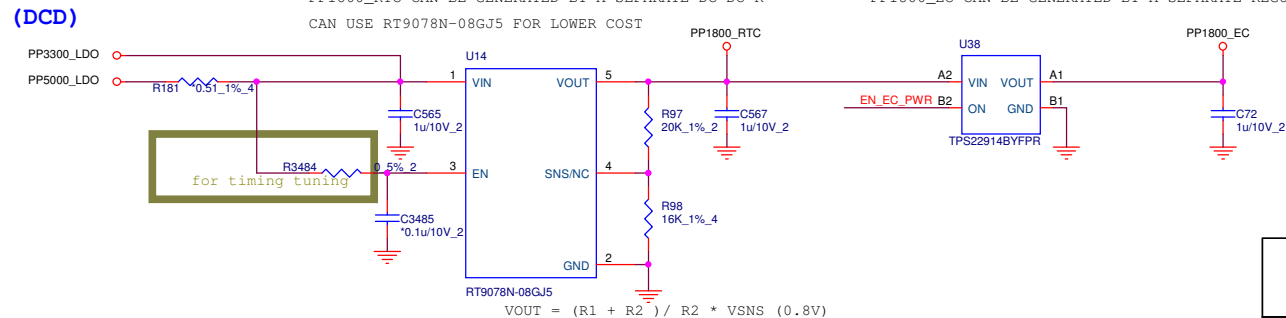 (DCD)
CAN USE RT9078N-08GJ5 FOR LOWER COST
PP3300_LDO
PP5000_LDO
R181
*0.51_1%_4
U14
1
VIN
VOUT
5
PP1800_RTC
C565
1u/10V_2
R97
20K_1%_2
C567
1u/10V_2
U38
A2
VIN
VOUT
A1
EN_EC_PWR
B2
ON
GND
B1
TPS22914BYFPR
PP1800_EC
C72
1u/10V_2
R3484
0_5%_2
for timing tuning
3
EN
SNS/NC
4
C3485
*0.1u/10V_2
R98
16K_1%_4
GND
2
RT9078N-08GJ5
VOUT = (R1 + R2 )/ R2 * VSNS (0.8V)